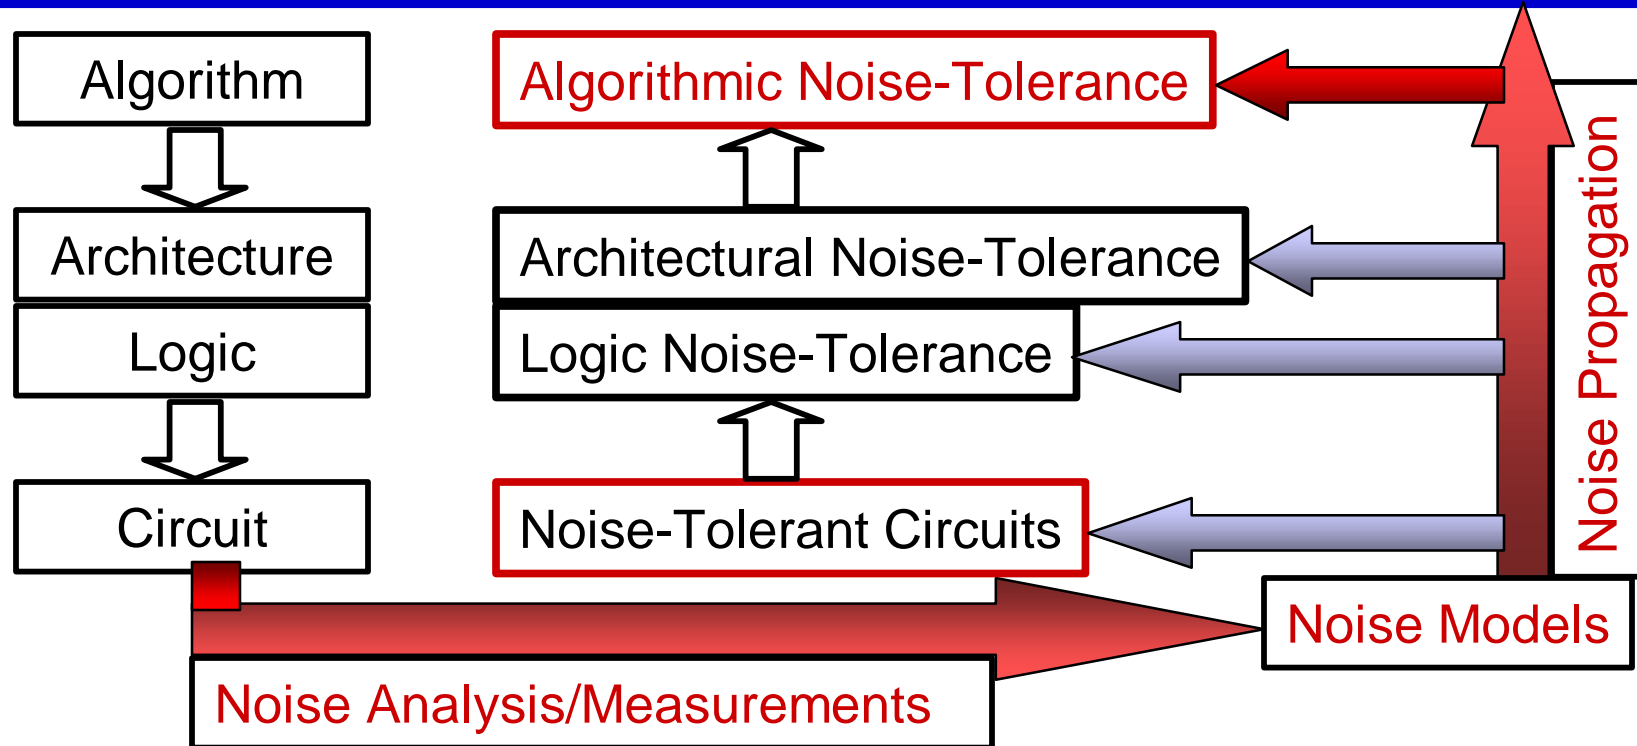 Algorithm
Algorithmic Noise-Tolerance
Architecture
Architectural Noise-Tolerance
Logic
Logic Noise-Tolerance
Circuit
Noise-Tolerant Circuits
Noise Propagation
Noise Models
Noise Analysis/Measurements